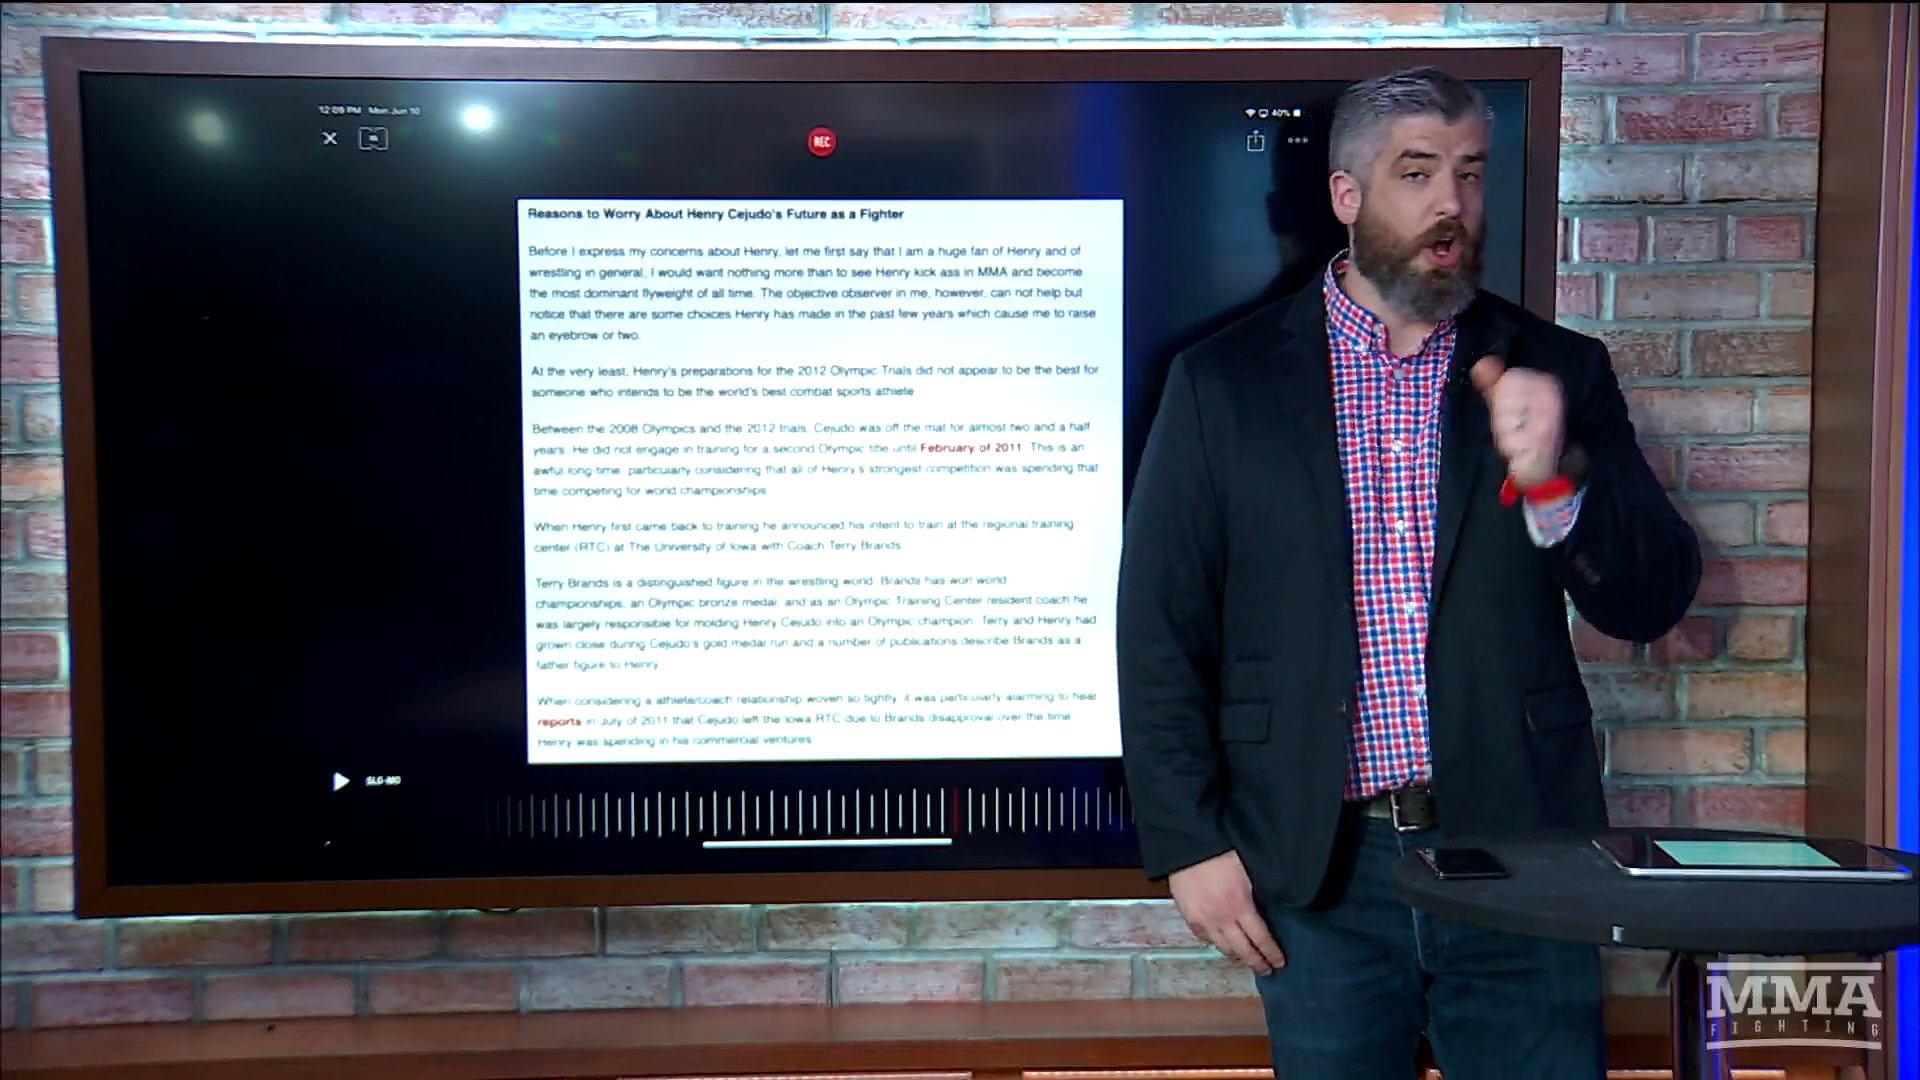 12:09 PM Mon Jun 10
40%
REC
Reasons to Worry About Henry Cejudo's Future as a Fighter
Before I express my concerns about Henry, let me first say that I am a huge fan of Henry and of
wrestling in general. I would want nothing more than to see Henry kick ass in MMA and become
the most dominant flyweight of all time. The objective observer in me, however, can not help but
notice that there are some choices Henry has made in the past few years which cause me to raise
an eyebrow or two.
At the very least, Henry's preparations for the 2012 Olympic Trials did not appear to be the best for
someone who intends to be the world's best combat sports athlete
Between the 2008 Olympics and the 2012 trials, Cejudo was off the mat for almost two and a half
years. He did not engage in training for a second Olympic title until February of 2011. This is an
awful long time, particularly considering that all of Henry's strongest competition was spending that
time competing for world championships
When Henry first came back to training he announced his intent to train at the regional training
center (RTC) at The University of Iowa with Coach Terry Brands
Terry Brands is a distinguished figure in the wrestling world. Brands has won world
championships, an Olympic bronze medal, and as an Olympic Training Center resident coach he
was largely responsible for molding Henry Cejudo into an Olympic champion. Terry and Henry had
grown close during Cejudo's gold medal run and a number of publications describe Brands as a
father figure to Henry
When considering a athlete/coach relationship woven so tightly, it was particularly alarming to hear
reports in July of 2011 that Cejudo left the Iowa RTC due to Brands disapproval over the time
Henry was spending in his commercial ventures
SLO-MO
MMA
FIGHTING